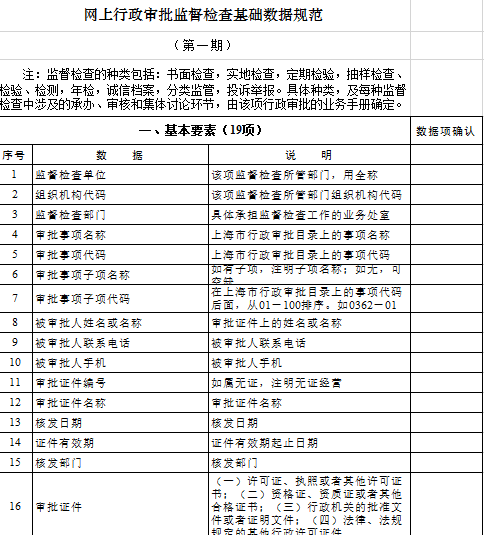 网上行政审批监督检查基础数据规范
（第一期）
注：监督检查的种类包括：书面检查，实地检查，定期检验，抽样检查、
检验、检测，年检，诚信档案，分类监管，投诉举报。具体种类，及每种监督
检查中涉及的承办、审核和集体讨论环节，由该项行政审批的业务手册确定。
一、基本要素（19项） 数据项确认
序号 数 据 说 明
1 监督检查单位 该项监督检查所管部门，用全称
2 组织机构代码 该项监督检查所管部门组织机构代码
3 监督检查部门 具体承担监督检查工作的业务处室
4 审批事项名称 上海市行政审批目录上的事项名称
5 审批事项代码 上海市行政审批目录上的事项代码
6 审批事项子项名称 如有子项，注明子项名称；如无，可
空缺
7 审批事项子项代码 在上海市行政审批目录上的事项代码
后面，从01－100排序。如0362－01
8 被审批人姓名或名称 审批证件上的姓名或名称
9 被审批人联系电话 被审批人联系电话
10 被审批人手机 被审批人手机
11 审批证件编号 如属无证，注明无证经营
12 审批证件名称 审批证件名称
13 核发日期 核发日期
14 证件有效期 证件有效期起止日期
15 核发部门 核发部门
16 审批证件 （一）许可证、执照或者其他许可证
书；（二）资格证、资质证或者其他
合格证书；（三）行政机关的批准文
件或者证明文件；（四）法律、法规
规定的其他行政许可证件